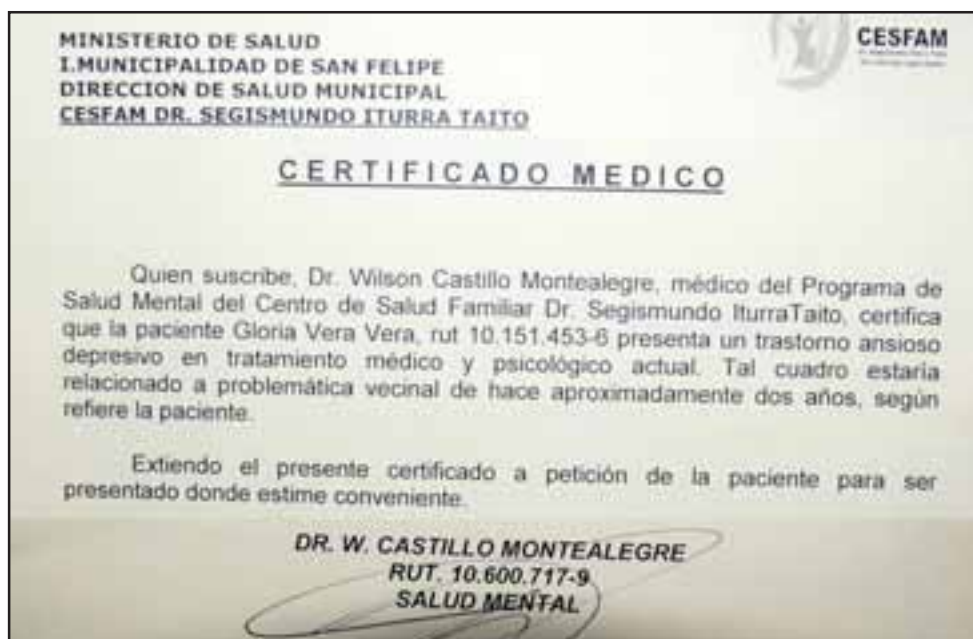 MINISTERIO DE SALUD
I.MUNICIPALIDAD DE SAN FELIPE
DIRECCION DE SALUD MUNICIPAL
CESFAM DR. SEGISMUNDO ITURRA TAITO
CESFAM
CERTIFICADO MEDICO
Quien suscribe, Dr. Wilson Castillo Montealegre, médico del Programa de
Salud Mental del Centro de Salud Familiar Dr. Segismundo IturraTaito, certifica
que la paciente Gloria Vera Vera, rut 10.151.453-6 presenta un trastorno ansioso
depresivo en tratamiento médico y psicológico actual. Tal cuadro estaría
relacionado a problemática vecinal de hace aproximadamente dos años, según
refiere la paciente.
Extiendo el presente certificado a petición de la paciente para ser
presentado donde estime conveniente.
DR. W. CASTILLO MONTEALEGRE
RUT. 10.600.717-9
SALUD MENTAL